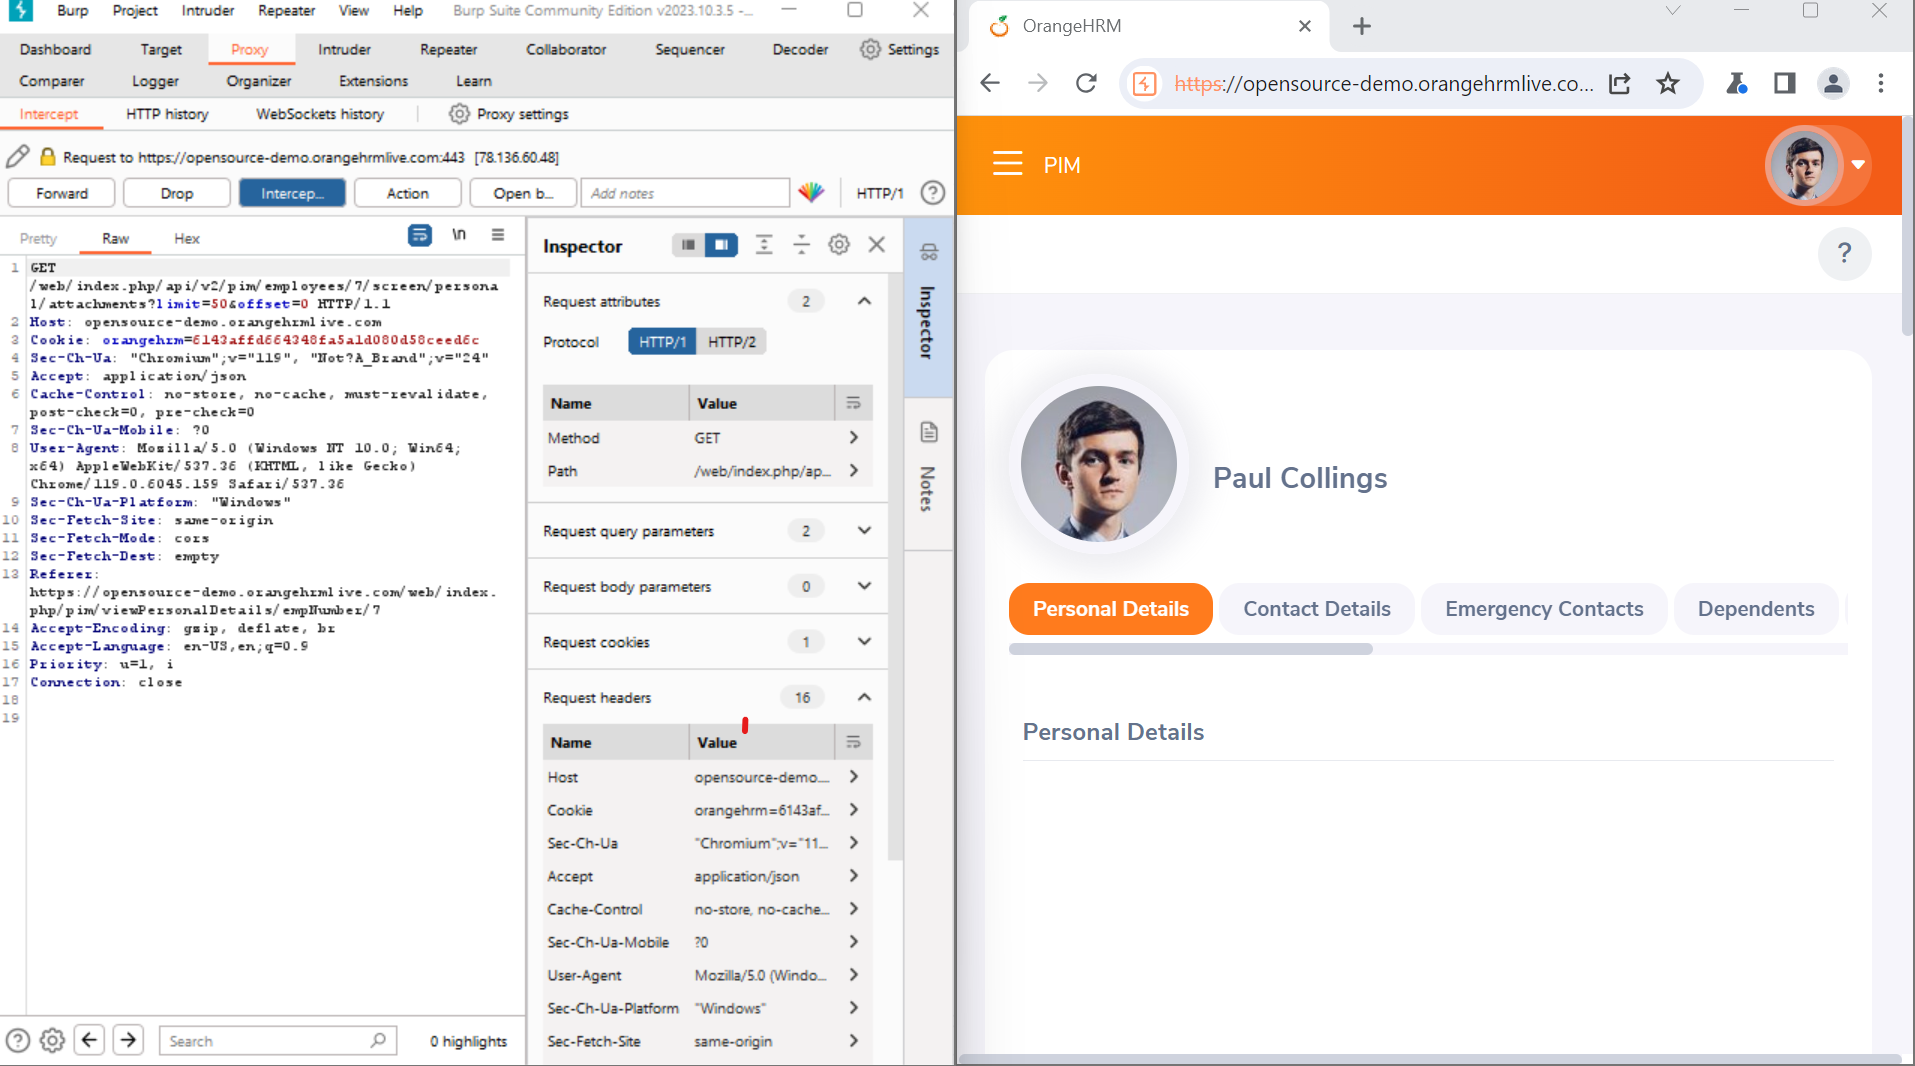 Burp Project Intruder Repeater View Help Burp Suite Community Edition v2023.10.3.5 -...
Dashboard Target Proxy Intruder Repeater Collaborator Sequencer Decoder Settings
Comparer Logger Organizer Extensions Learn
Intercept HTTP history WebSockets history Proxy settings
Request to https://opensource-demo.orangehrmlive.com:443 [78.136.60.48]
Forward Drop Intercep... Action Open b... Add notes HTTP/1 ?
Pretty Raw Hex \n
1 GET
/web/index.php/api/v2/pim/employees/7/screen/persona
l/attachments?limit=50&offset=0 HTTP/1.1
2 Host: opensource-demo.orangehrmlive.com
3 Cookie: orangehrm=6143affd664348fa5a1d080d58ceed6c
4 Sec-Ch-Ua: "Chromium";v="119", "Not?A_Brand";v="24"
5 Accept: application/json
6 Cache-Control: no-store, no-cache, must-revalidate,
post-check=0, pre-check=0
7 Sec-Ch-Ua-Mobile: ?0
8 User-Agent: Mozilla/5.0 (Windows NT 10.0; Win64;
x64) AppleWebKit/537.36 (KHTML, like Gecko)
Chrome/119.0.6045.159 Safari/537.36
9 Sec-Ch-Ua-Platform: "Windows"
10 Sec-Fetch-Site: same-origin
11 Sec-Fetch-Mode: cors
12 Sec-Fetch-Dest: empty
13 Referer:
https://opensource-demo.orangehrmlive.com/web/index.
php/pim/viewPersonalDetails/empNumber/7
14 Accept-Encoding: gzip, deflate, br
15 Accept-Language: en-US,en;q=0.9
16 Priority: u=1, i
17 Connection: close
18
19
? Search 0 highlights
Inspector
Request attributes 2
Protocol HTTP/1 HTTP/2
Name Value
Method GET
Path /web/index.php/ap...
Request query parameters 2
Request body parameters 0
Request cookies 1
Request headers 16
Name Value
Host opensource-demo....
Cookie orangehrm=6143af...
Sec-Ch-Ua "Chromium";v="11...
Accept application/json
Cache-Control no-store, no-cache...
Sec-Ch-Ua-Mobile ?0
User-Agent Mozilla/5.0 (Windo...
Sec-Ch-Ua-Platform "Windows"
Sec-Fetch-Site same-origin
Inspector
Notes
OrangeHRM
https://opensource-demo.orangehrmlive.co...
PIM
?
Paul Collings
Personal Details Contact Details Emergency Contacts Dependents
Personal Details